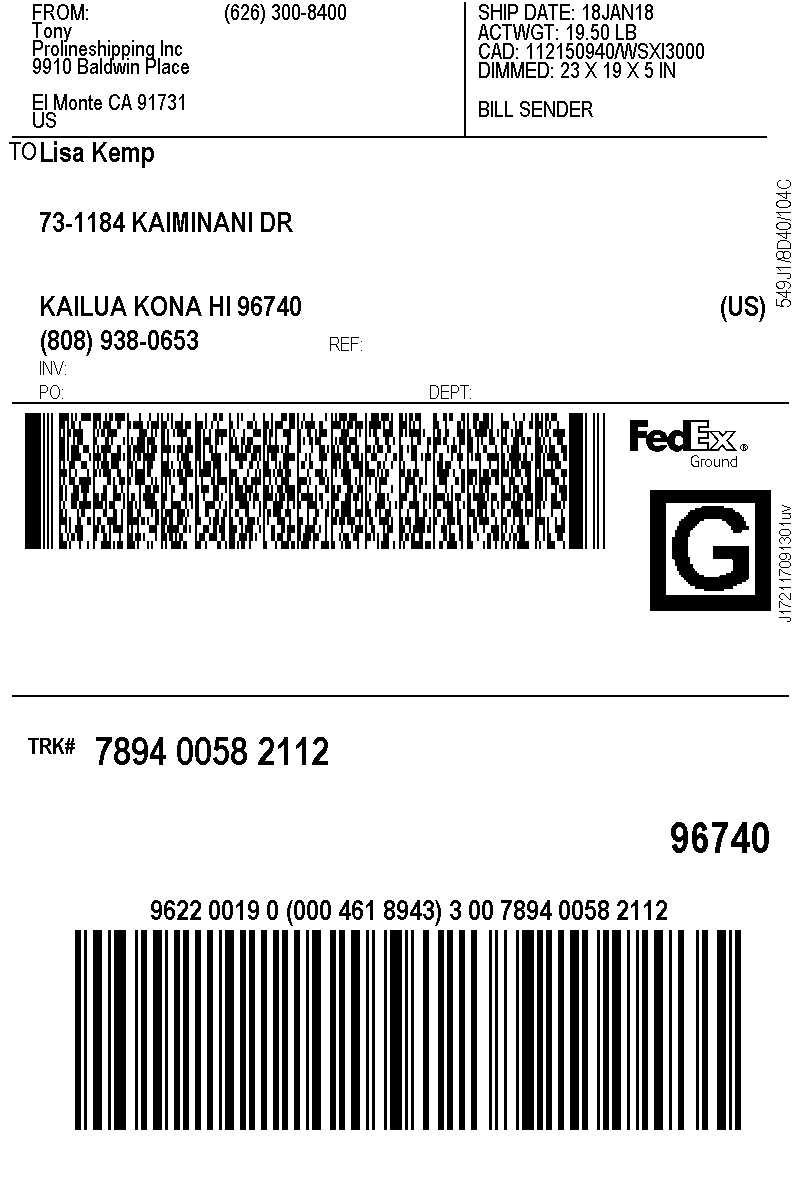 FROM: (626) 300-8400
Tony
Prolineshipping Inc
9910 Baldwin Place
El Monte CA 91731
US
SHIP DATE: 18JAN18
ACTWGT: 19.50 LB
CAD: 112150940/WSXI3000
DIMMED: 23 X 19 X 5 IN
BILL SENDER
TO Lisa Kemp
73-1184 KAIMINANI DR
KAILUA KONA HI 96740 (US)
(808) 938-0653 REF:
INV:
PO: DEPT:
549J1/8D40/104C
FedEx®
Ground
G
J172117091301uv
TRK# 7894 0058 2112
96740
9622 0019 0 (000 461 8943) 3 00 7894 0058 2112